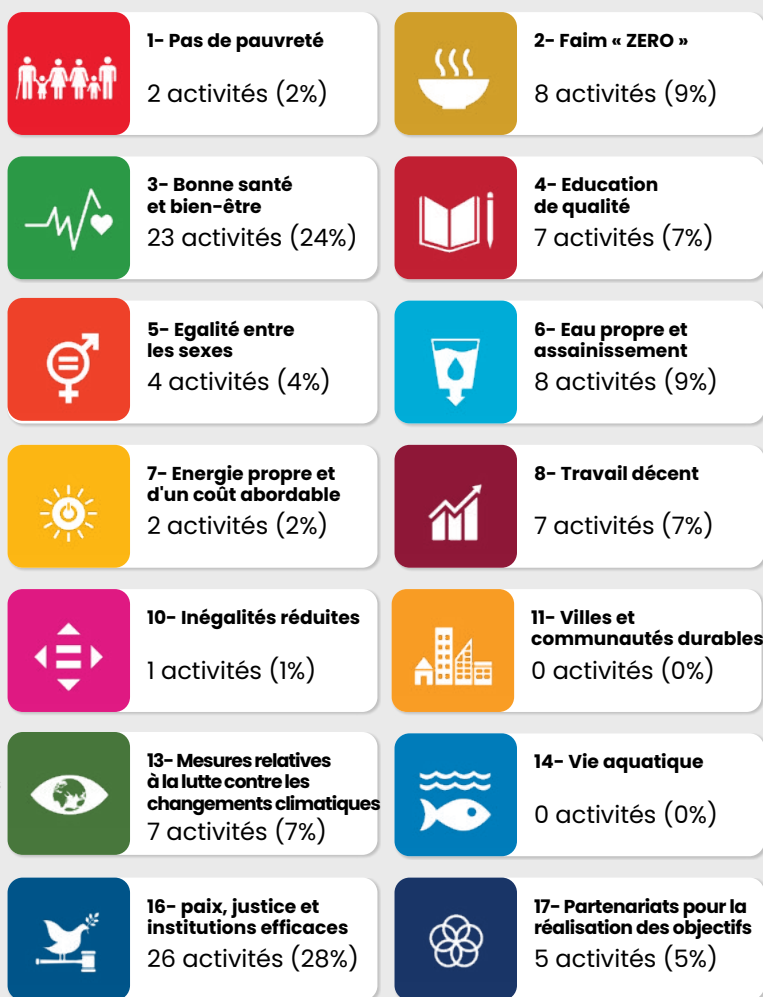 1- Pas de pauvreté
2 activités (2%)
2- Faim « ZERO »
8 activités (9%)
3- Bonne santé
et bien-être
23 activités (24%)
4- Education
de qualité
7 activités (7%)
5- Egalité entre
les sexes
4 activités (4%)
6- Eau propre et
assainissement
8 activités (9%)
7- Energie propre et
d'un coût abordable
2 activités (2%)
8- Travail décent
7 activités (7%)
10- Inégalités réduites
1 activités (1%)
11- Villes et
communautés durables
0 activités (0%)
13- Mesures relatives
à la lutte contre les
changements climatiques
7 activités (7%)
14- Vie aquatique
0 activités (0%)
16- paix, justice et
institutions efficaces
26 activités (28%)
17- Partenariats pour la
réalisation des objectifs
5 activités (5%)